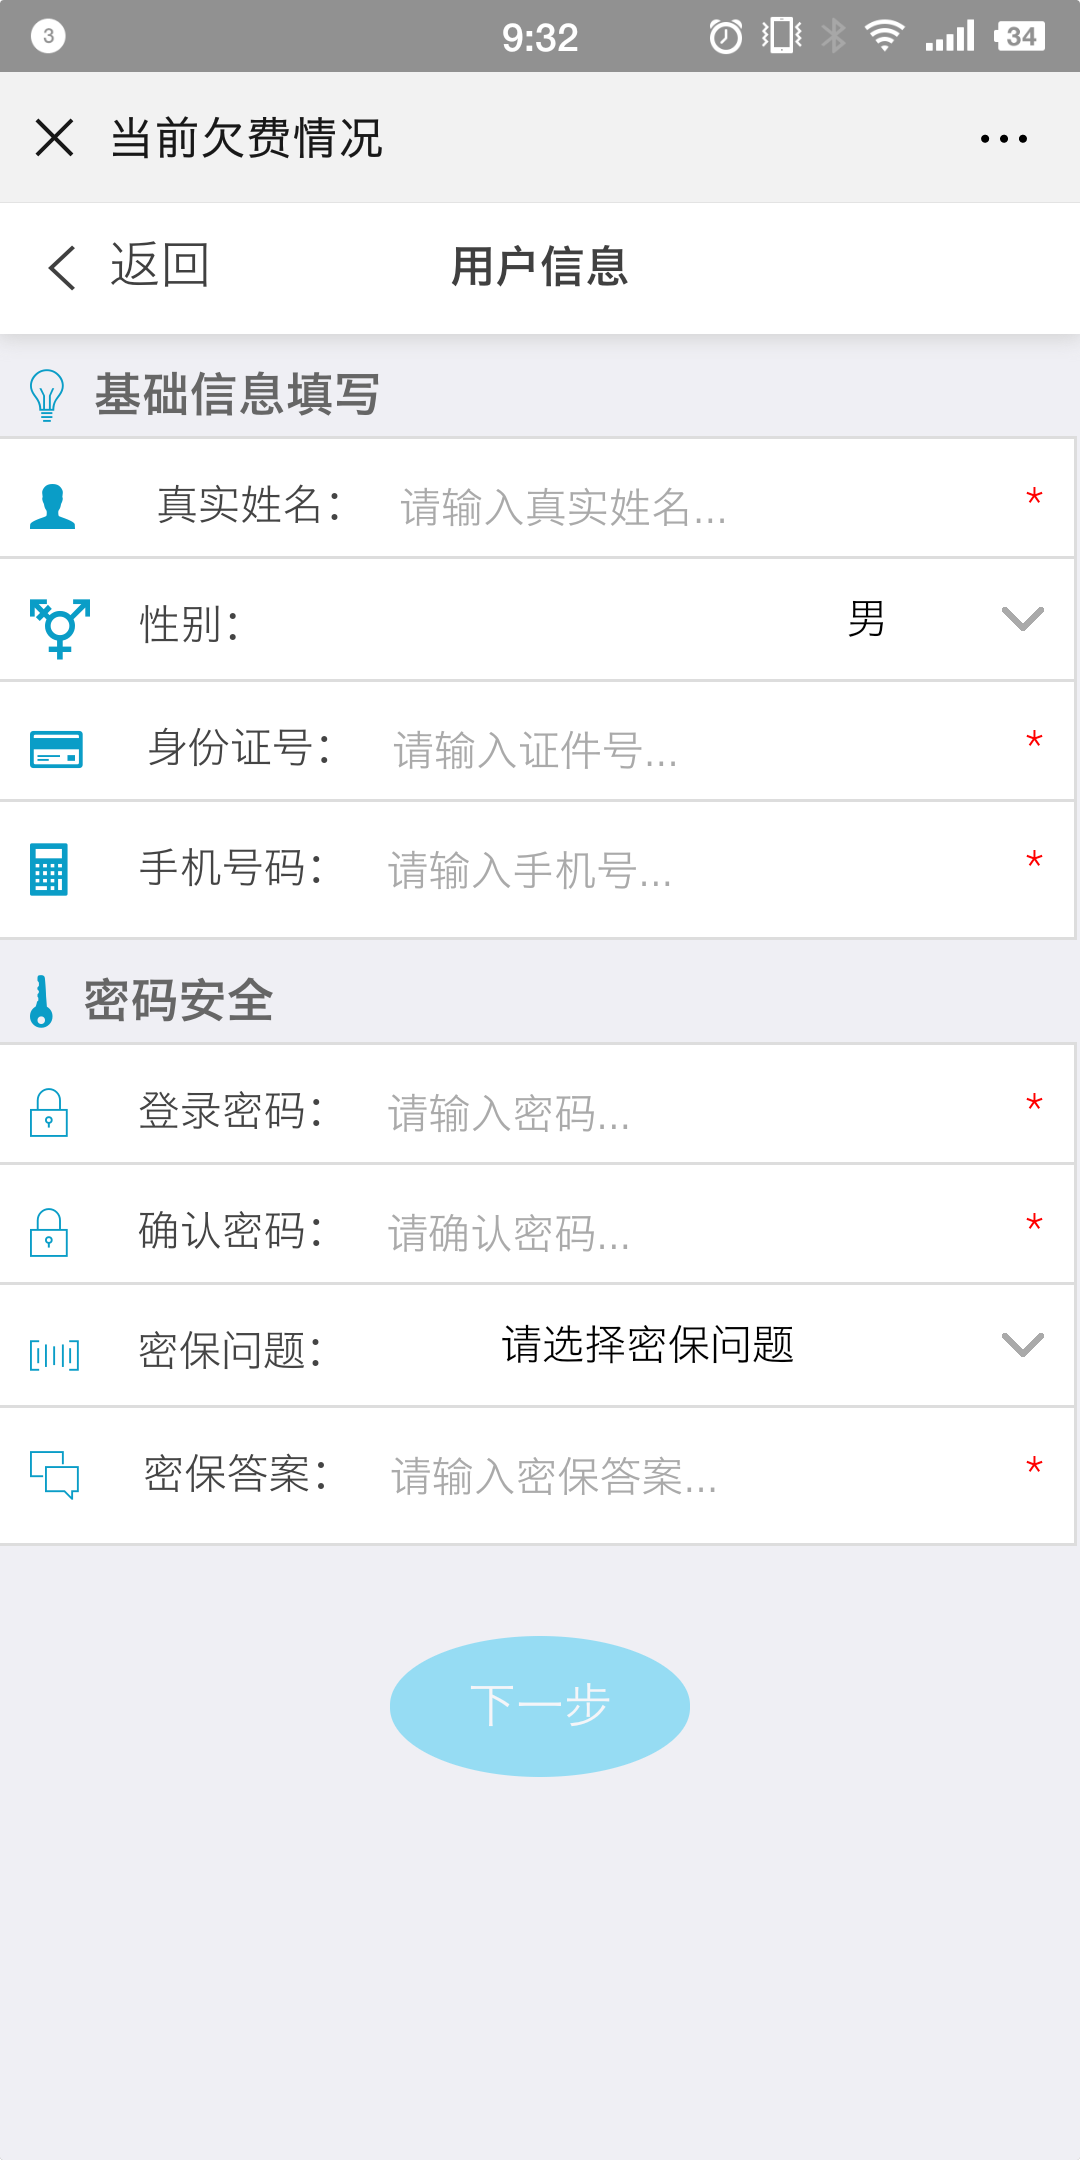 3
9:32
34
当前欠费情况
返回
用户信息
基础信息填写
真实姓名：
请输入真实姓名...
*
性别：
男
身份证号：
请输入证件号...
*
手机号码：
请输入手机号...
*
密码安全
登录密码：
请输入密码...
*
确认密码：
请确认密码...
*
密保问题：
请选择密保问题
密保答案：
请输入密保答案...
*
下一步